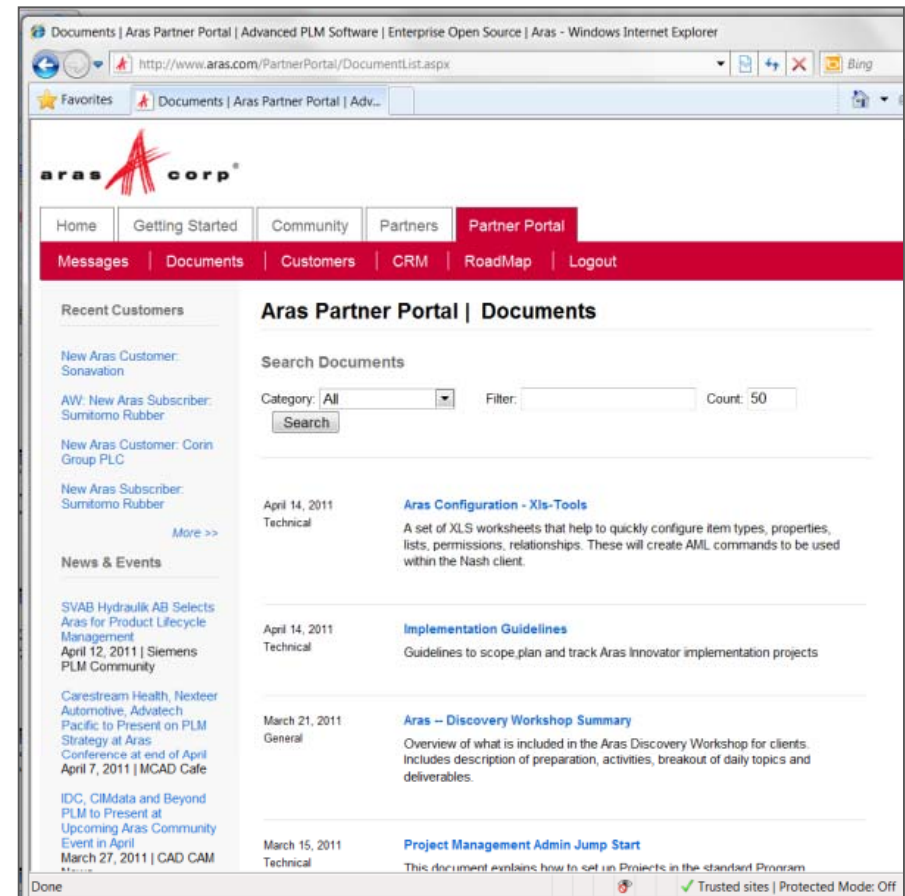 Documents | Aras Partner Portal | Advanced PLM Software | Enterprise Open Source | Aras - Windows Internet Explorer
http://www.aras.com/PartnerPortal/DocumentList.aspx
Bing
Favorites
Documents | Aras Partner Portal | Adv...
aras corp®
Home
Getting Started
Community
Partners
Partner Portal
Messages | Documents | Customers | CRM | RoadMap | Logout
Recent Customers
New Aras Customer:
Sonavation
AW: New Aras Subscriber:
Sumitomo Rubber
New Aras Customer: Corin
Group PLC
New Aras Subscriber:
Sumitomo Rubber
More >>
News & Events
SVAB Hydraulik AB Selects
Aras for Product Lifecycle
Management
April 12, 2011 | Siemens
PLM Community
Carestream Health, Nexteer
Automotive, Advatech
Pacific to Present on PLM
Strategy at Aras
Conference at end of April
April 7, 2011 | MCAD Cafe
IDC, CIMdata and Beyond
PLM to Present at
Upcoming Aras Community
Event in April
March 27, 2011 | CAD CAM
Aras Partner Portal | Documents
Search Documents
Category: All
Filter:
Count: 50
Search
April 14, 2011
Technical
Aras Configuration - Xls-Tools
A set of XLS worksheets that help to quickly configure item types, properties,
lists, permissions, relationships. These will create AML commands to be used
within the Nash client.
April 14, 2011
Technical
Implementation Guidelines
Guidelines to scope,plan and track Aras Innovator implementation projects
March 21, 2011
General
Aras -- Discovery Workshop Summary
Overview of what is included in the Aras Discovery Workshop for clients.
Includes description of preparation, activities, breakout of daily topics and
deliverables.
March 15, 2011
Technical
Project Management Admin Jump Start
This document explains how to set up Projects in the standard Program
Done
Trusted sites | Protected Mode: Off